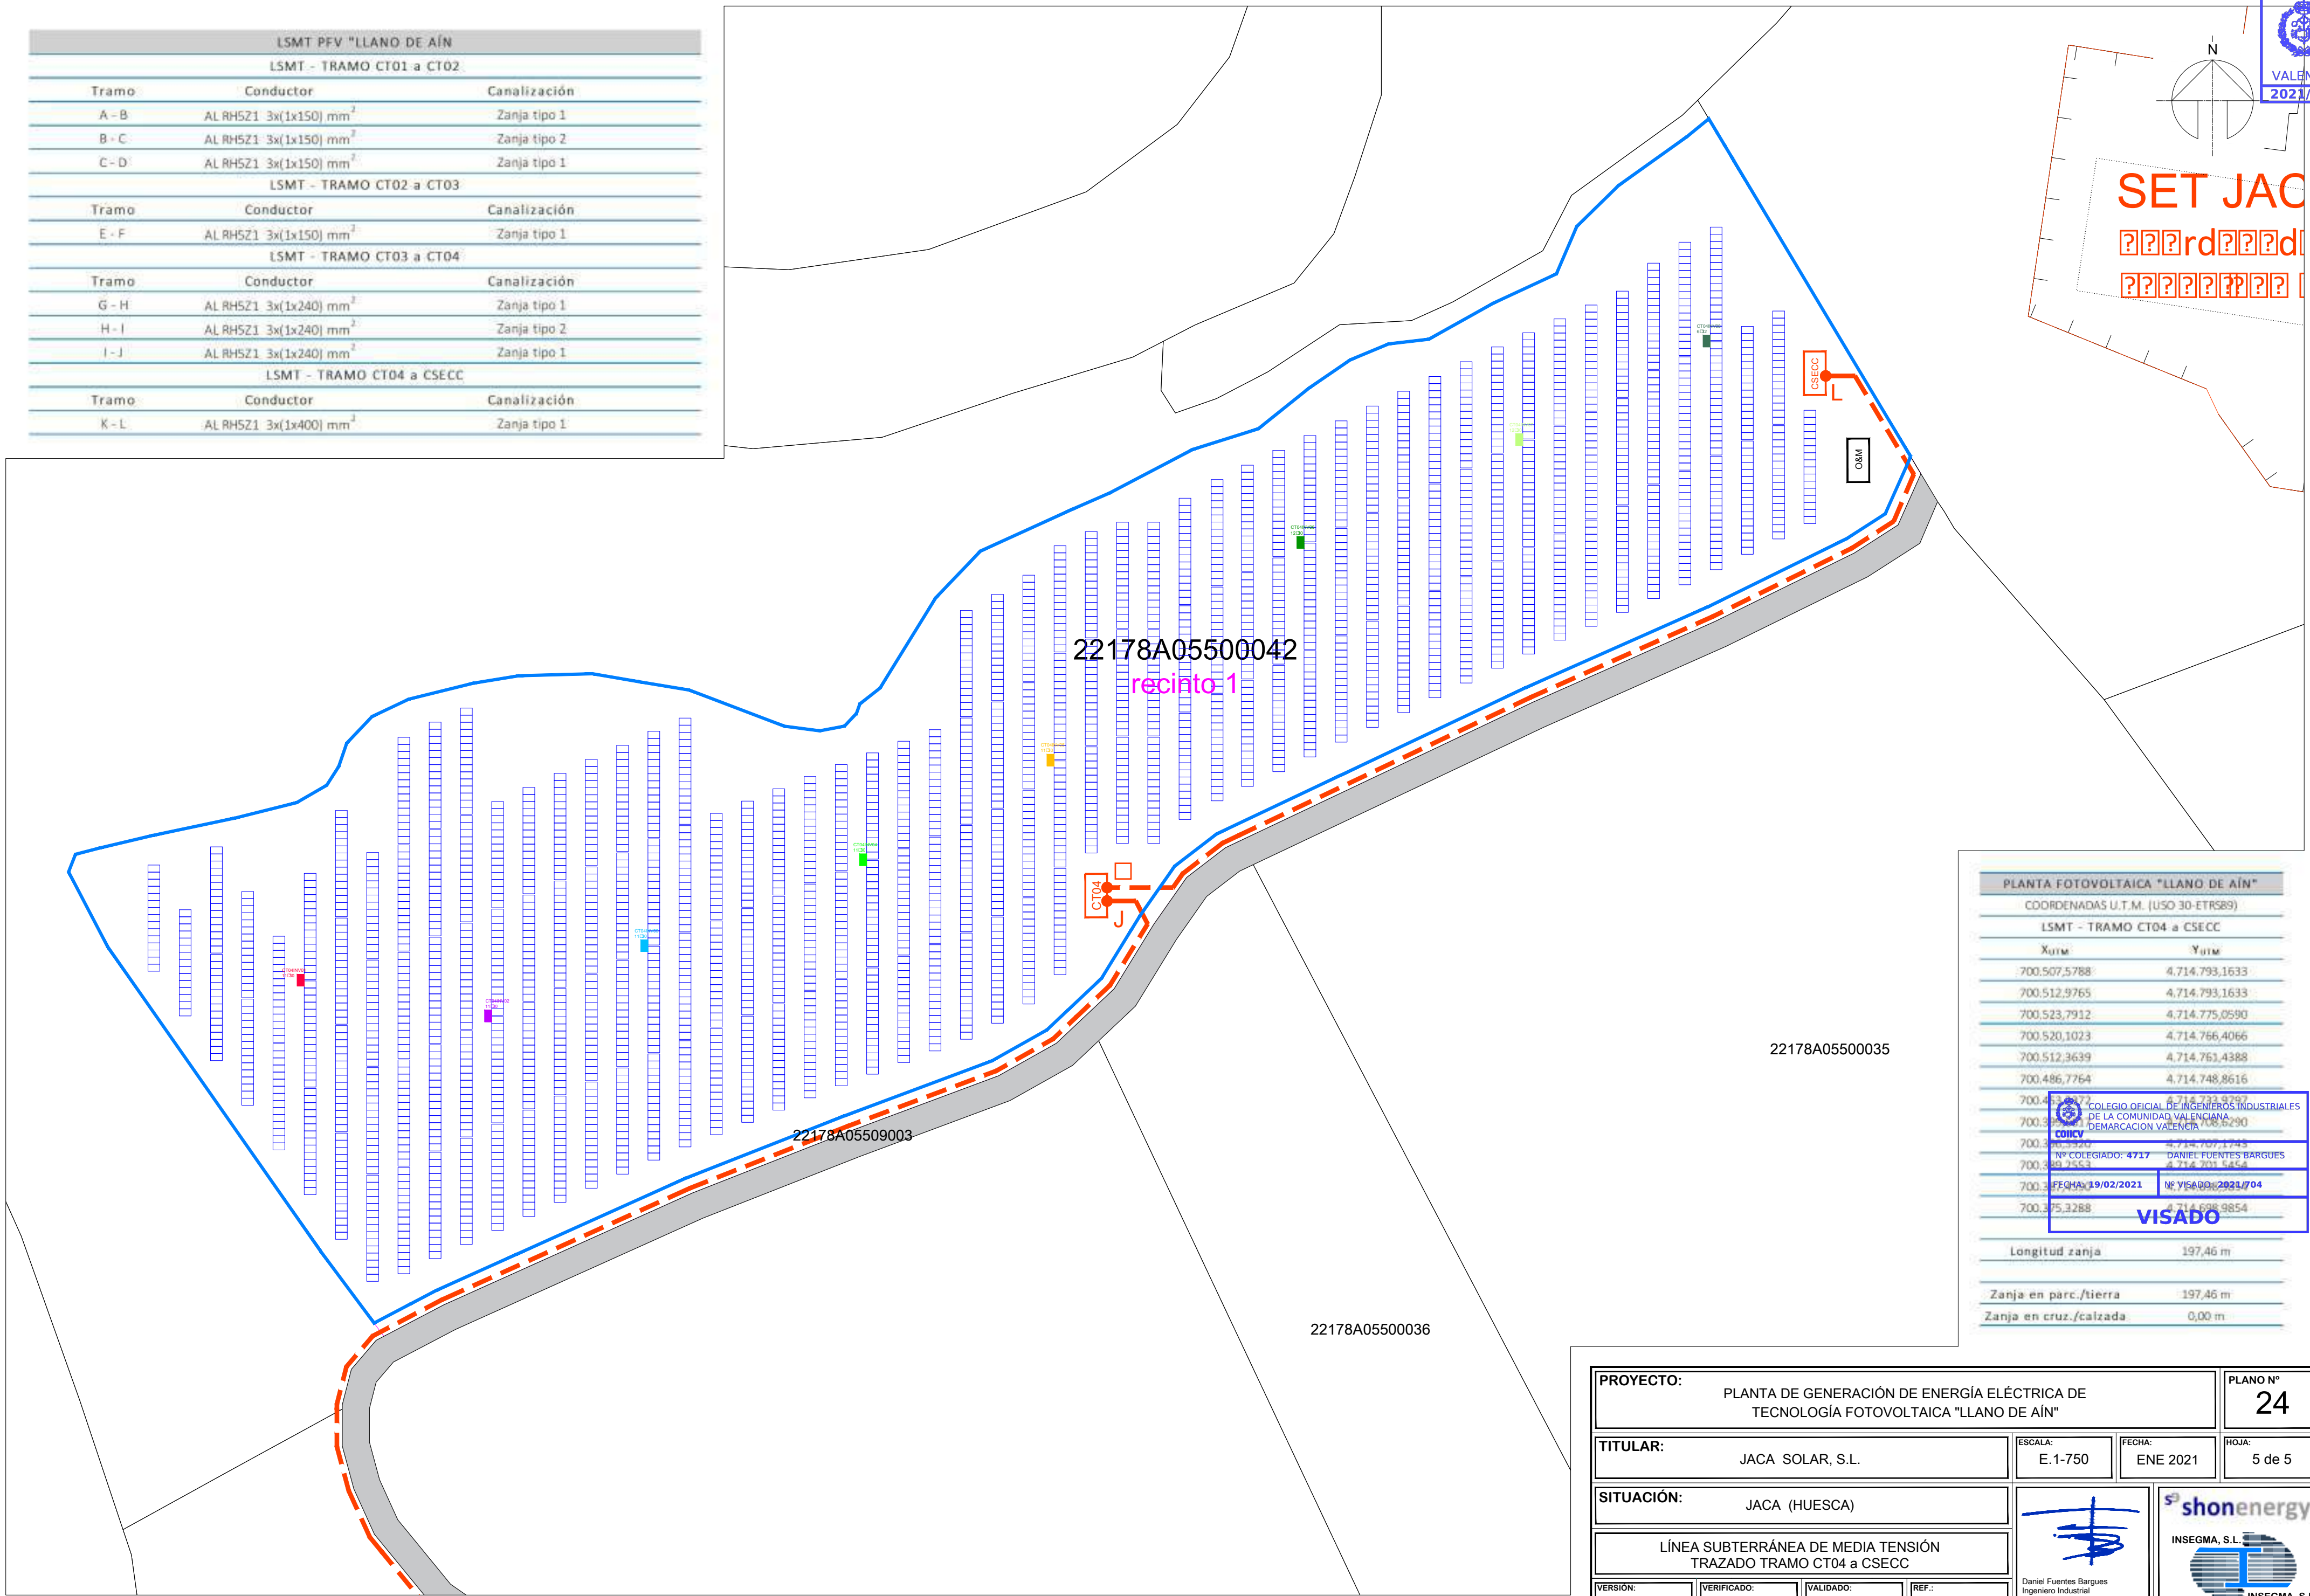 LSMT PFV "LLANO DE AÍN
LSMT - TRAMO CT01 a CT02
Tramo Conductor Canalización
A - B AL RH5Z1 3x(1x150) mm² Zanja tipo 1
B - C AL RH5Z1 3x(1x150) mm² Zanja tipo 2
C - D AL RH5Z1 3x(1x150) mm² Zanja tipo 1
LSMT - TRAMO CT02 a CT03
Tramo Conductor Canalización
E - F AL RH5Z1 3x(1x150) mm² Zanja tipo 1
LSMT - TRAMO CT03 a CT04
Tramo Conductor Canalización
G - H AL RH5Z1 3x(1x240) mm² Zanja tipo 1
H - I AL RH5Z1 3x(1x240) mm² Zanja tipo 2
I - J AL RH5Z1 3x(1x240) mm² Zanja tipo 1
LSMT - TRAMO CT04 a CSECC
Tramo Conductor Canalización
K - L AL RH5Z1 3x(1x400) mm² Zanja tipo 1
N
SET JAC
CSECC
L
O&M
22178A05500042
recinto 1
CT04
J
22178A05509003
22178A05500035
22178A05500036
PLANTA FOTOVOLTAICA "LLANO DE AÍN"
COORDENADAS U.T.M. (USO 30-ETRS89)
LSMT - TRAMO CT04 a CSECC
XUTM YUTM
700.507,5788 4.714.793,1633
700.512,9765 4.714.793,1633
700.523,7912 4.714.775,0590
700.520,1023 4.714.766,4066
700.512,3639 4.714.761,4388
700.486,7764 4.714.748,8616
COLEGIO OFICIAL DE INGENIEROS INDUSTRIALES
DE LA COMUNIDAD VALENCIANA
DEMARCACION VALENCIA
COIICV
Nº COLEGIADO: 4717 DANIEL FUENTES BARGUES
FECHA: 19/02/2021 Nº VISADO: 2021/704
700.375,3288 4.714.698,9854
VISADO
Longitud zanja 197,46 m
Zanja en parc./tierra 197,46 m
Zanja en cruz./calzada 0,00 m
PROYECTO:
PLANTA DE GENERACIÓN DE ENERGÍA ELÉCTRICA DE
TECNOLOGÍA FOTOVOLTAICA "LLANO DE AÍN"
PLANO Nº
24
TITULAR:
JACA SOLAR, S.L.
ESCALA:
E.1-750
FECHA:
ENE 2021
HOJA:
5 de 5
SITUACIÓN:
JACA (HUESCA)
LÍNEA SUBTERRÁNEA DE MEDIA TENSIÓN
TRAZADO TRAMO CT04 a CSECC
VERSIÓN:
VERIFICADO:
VALIDADO:
REF.:
Daniel Fuentes Bargues
Ingeniero Industrial
shonenergy
INSEGMA, S.L.